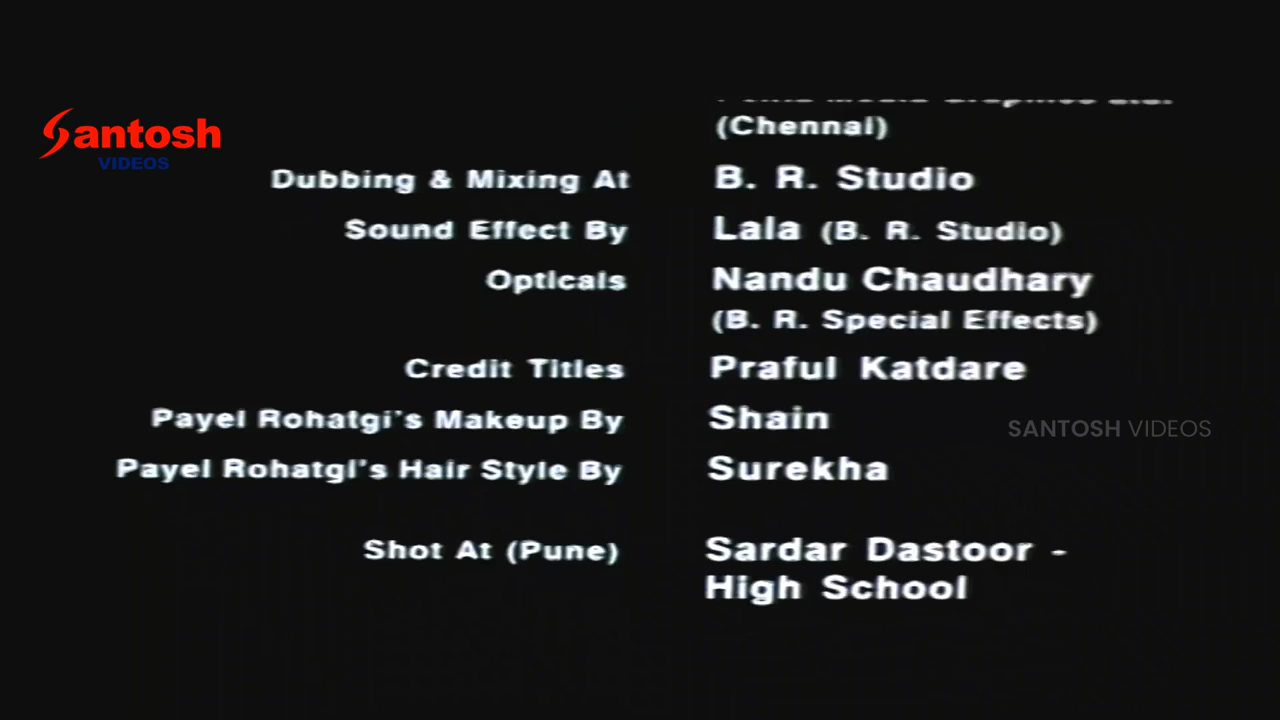 (Chennai)
Santosh
VIDEOS
Dubbing & Mixing At B. R. Studio
Sound Effect By Lala (B. R. Studio)
Opticals Nandu Chaudhary
(B. R. Special Effects)
Credit Titles Praful Katdare
Payel Rohatgi's Makeup By Shain
SANTOSH VIDEOS
Payel Rohatgi's Hair Style By Surekha
Shot At (Pune) Sardar Dastoor -
High School